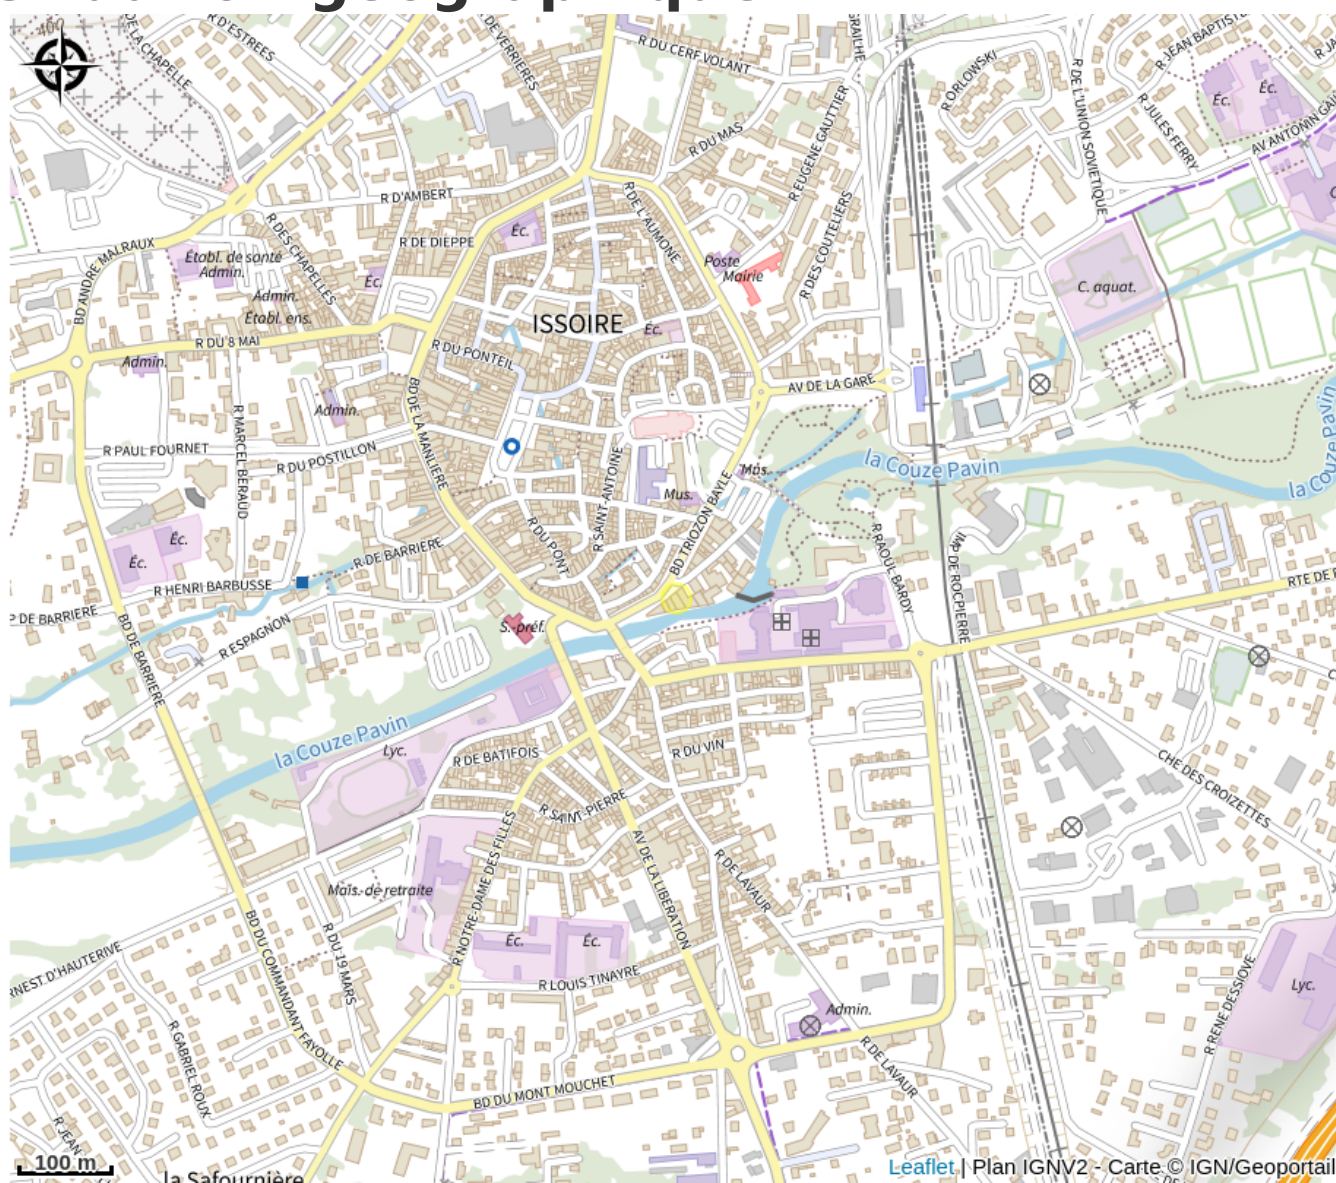 géographique
400
DE LA CHAPELLE
R D'ESTREES
DE VERRIERES
R DU CERF VOLANT
GRAILHE
R ORLOWSKI
R DE L'UNION SOVIETIQUE
R JEAN BAPTISTE
R JULES FERRY
Éc.
Éc.
AV ANTONIN GA
R DU MAS
R EUGENE GAUTTIER
R D'AMBERT
R DE L'AUMONE
R DES COUTELIERS
R DES CHAPELLES
R DE DIEPPE
Éc.
BD ANDRE MALRAUX
Établ. de santé
Admin.
Éc.
Poste
Mairie
C. aquat.
Admin.
Établ. ens.
ISSOIRE
Éc.
R DU 8 MAI
R DU PONTEIL
Admin.
BD DE LA MANLIERE
AV DE LA GARE
Admin.
R PAUL FOURNET
R MARCEL BERAUD
R DU POSTILLON
R SAINT-ANTOINE
Mus.
Mus.
BD TRIOZON BAYLE
la Couze Pavin
la Couze Pavin
Éc.
Éc.
R DE BARRIERE
R DU PONT
R RAOUL BARDY
IMP DE ROCPIERRE
R HENRI BARBUSSE
P DE BARRIERE
RTE DE P
R ESPAGNON
S.-préf.
BD DE BARRIERE
la Couze Pavin
Lyc.
R DE BATIFOIS
R DU VIN
R SAINT-PIERRE
CHE DES CROIZETTES
AV DE LA LIBERATION
R DE LAVAUR
Mais. de retraite
R NOTRE-DAME DES FILLES
Éc.
Éc.
RNEST D'HAUTERIVE
BD DU COMMANDANT FAYOLLE
R DU 19 MARS
R LOUIS TINAYRE
R RENE DESSIOVE
Lyc.
Admin.
R GABRIEL ROUX
R DE LAVAUR
BD DU MONT MOUCHET
R JEAN
100 m
la Safournière
Leaflet | Plan IGNV2 - Carte © IGN/Geoportail